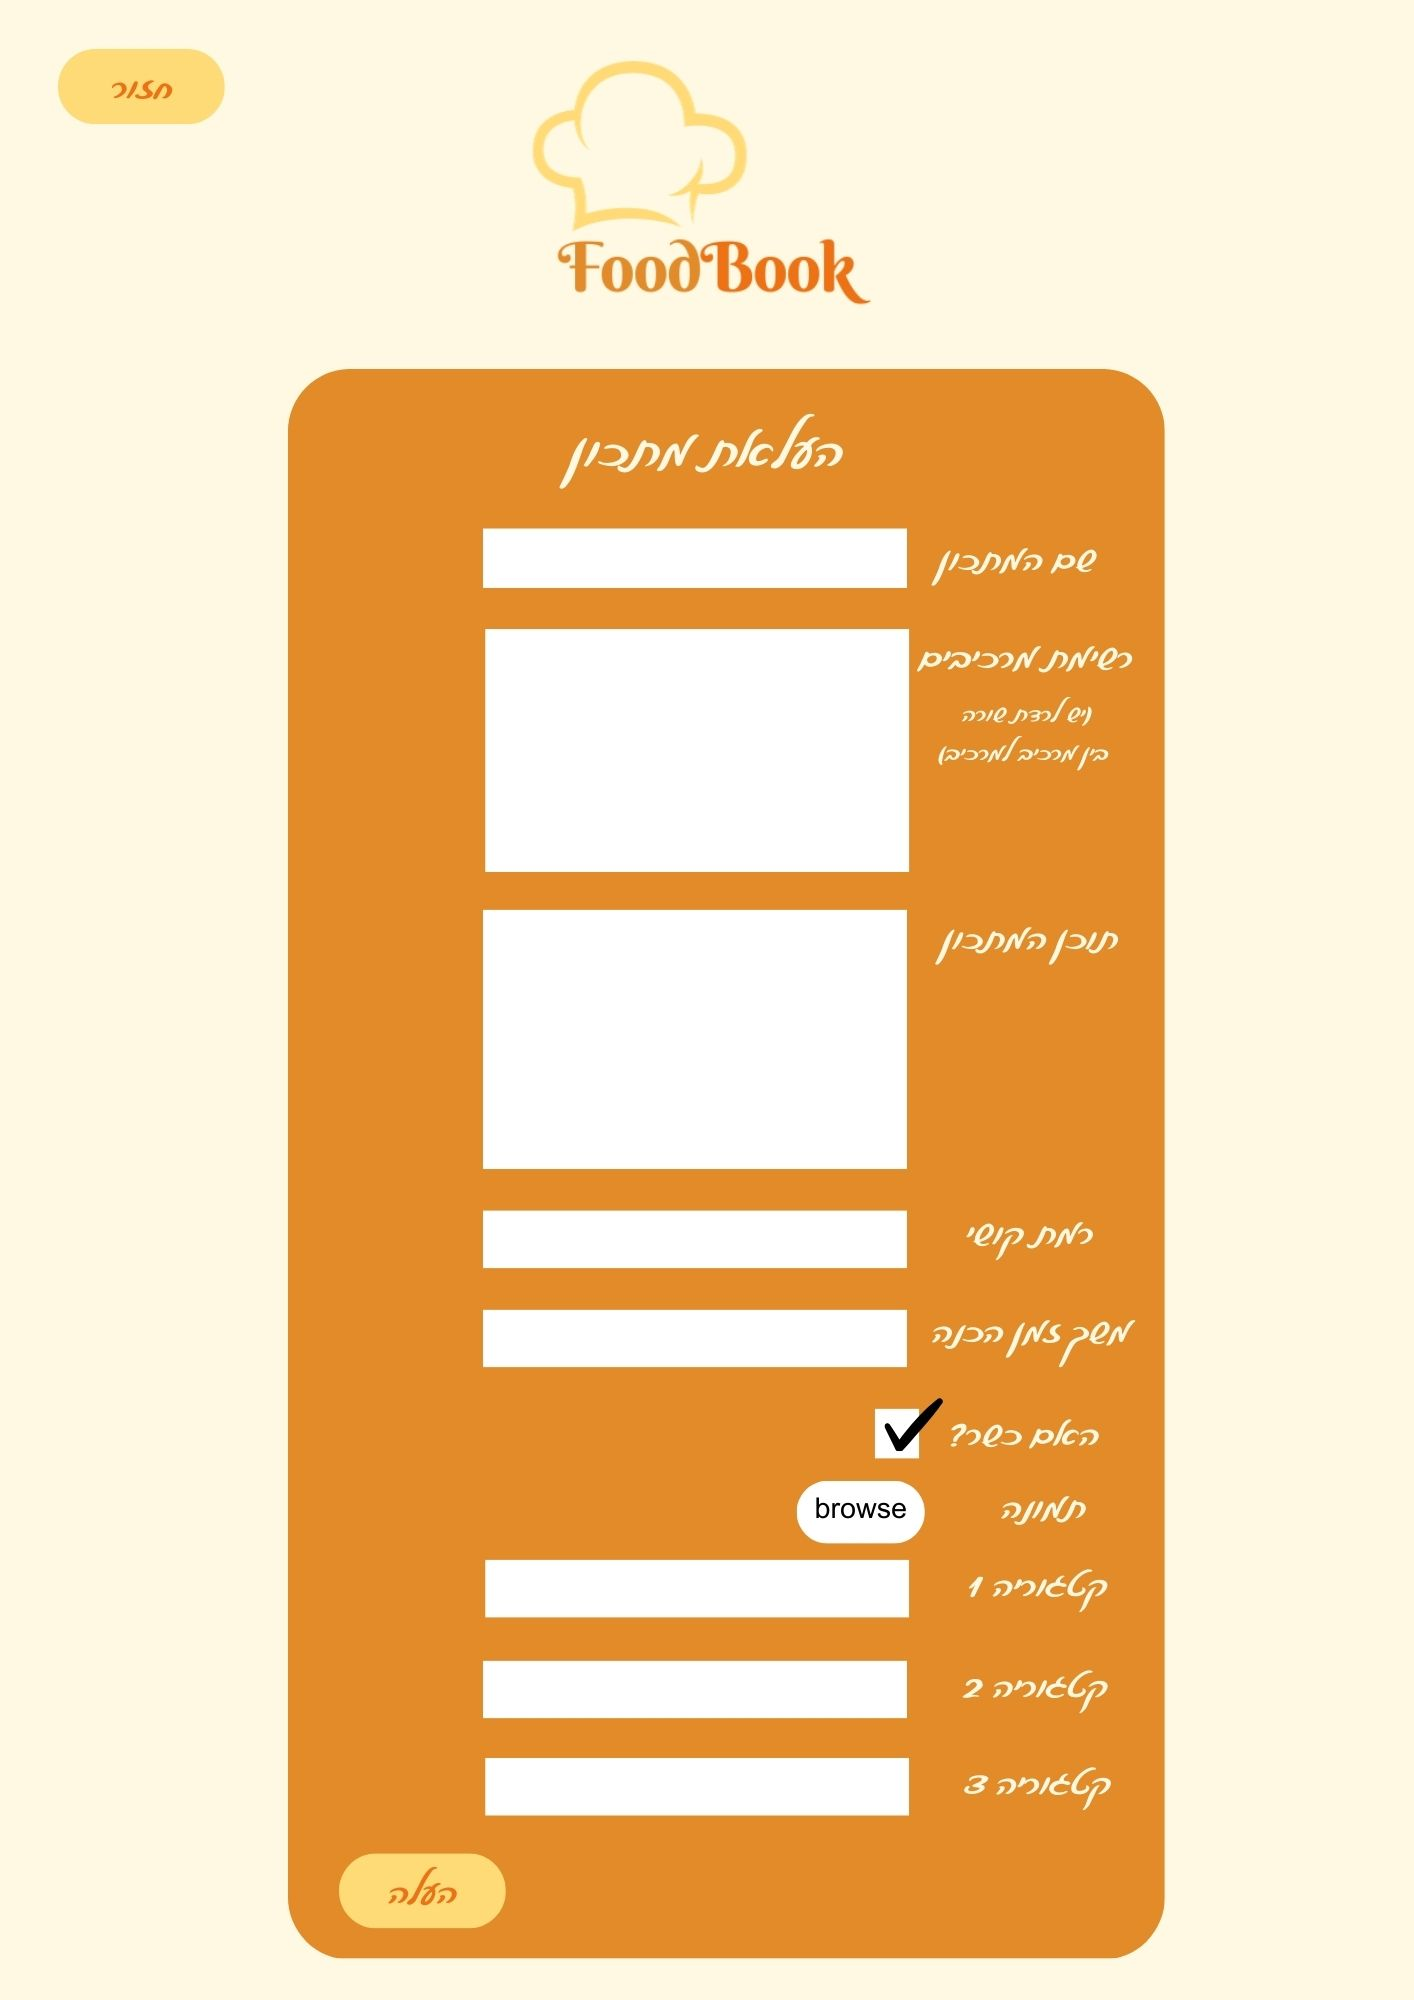 חזור
FoodBook
העלאת מתכון
שם המתכון
רשימת מרכיבים
(יש לרדת שורה
בין מרכיב למרכיב)
תוכן המתכון
רמת קושי
משך זמן הכנה
האם כשר?
תמונה
browse
קטגוריה 1
קטגוריה 2
קטגוריה 3
העלה